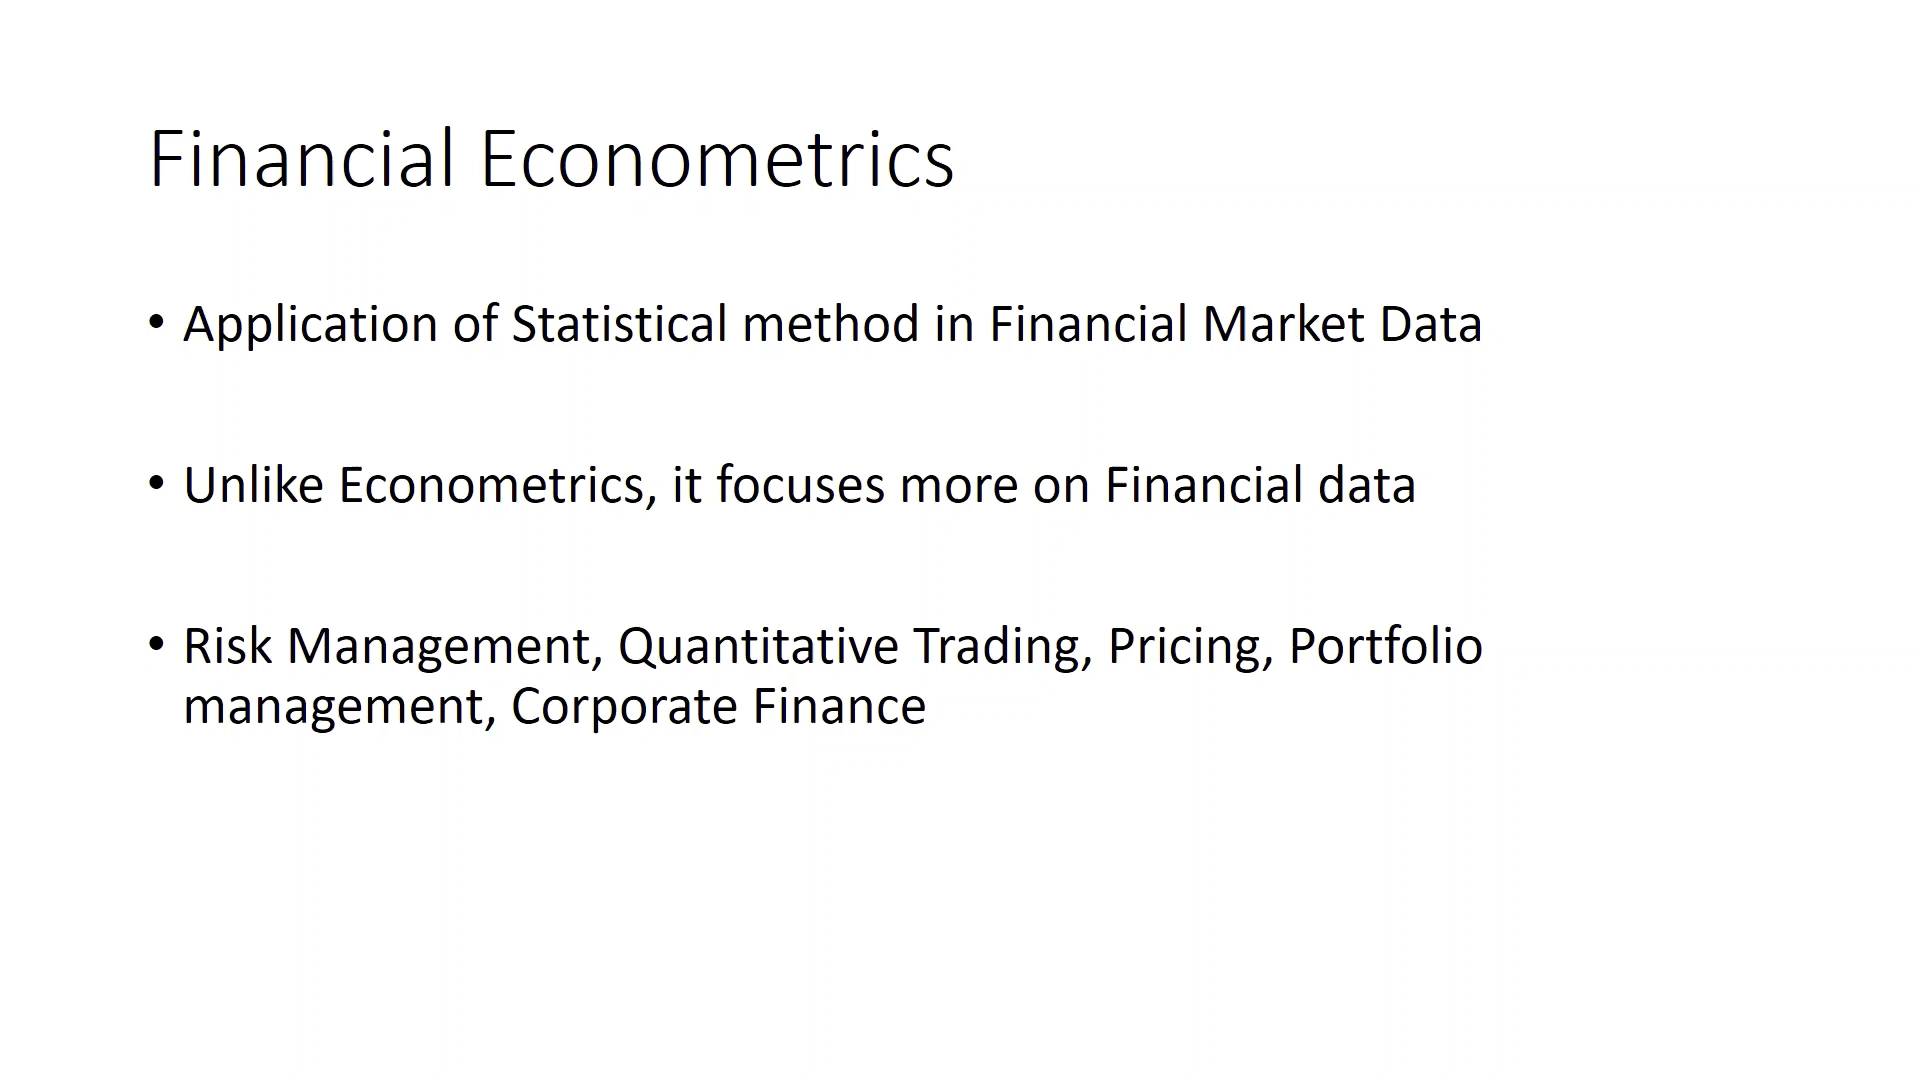 Financial Econometrics
• Application of Statistical method in Financial Market Data
• Unlike Econometrics, it focuses more on Financial data
• Risk Management, Quantitative Trading, Pricing, Portfolio
management, Corporate Finance